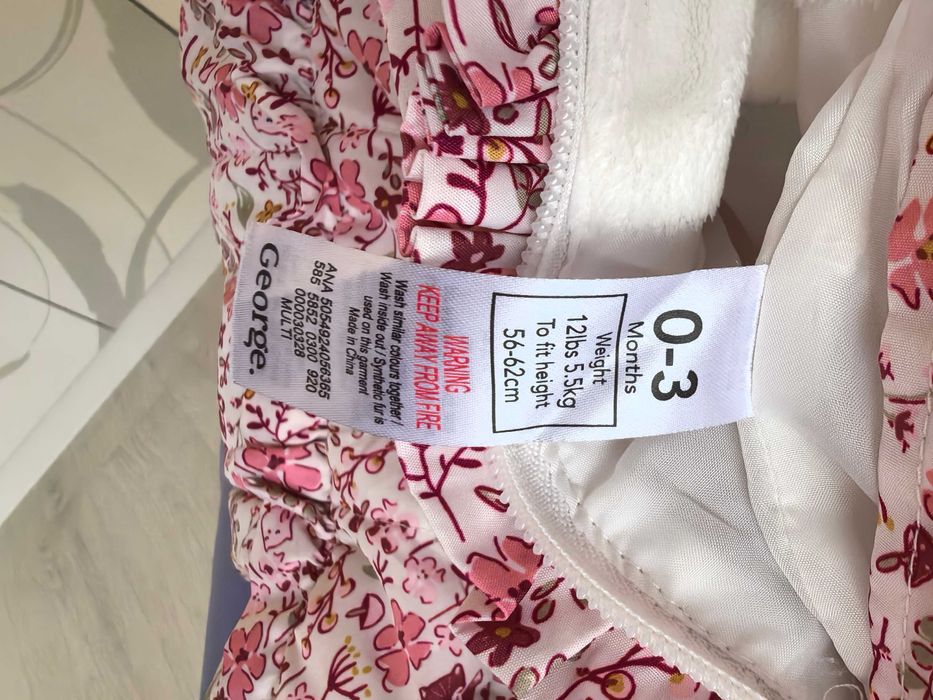 0-3
Months
Weight
12lbs 5.5kg
To fit height
56-62cm
WARNING
KEEP AWAY FROM FIRE
Wash similar colours together/
Wash inside out / Synthetic fur is
used on this garment
Made in China
ANA 5054924056365
585 5852 0300 920
0000030328
MULTI
George.